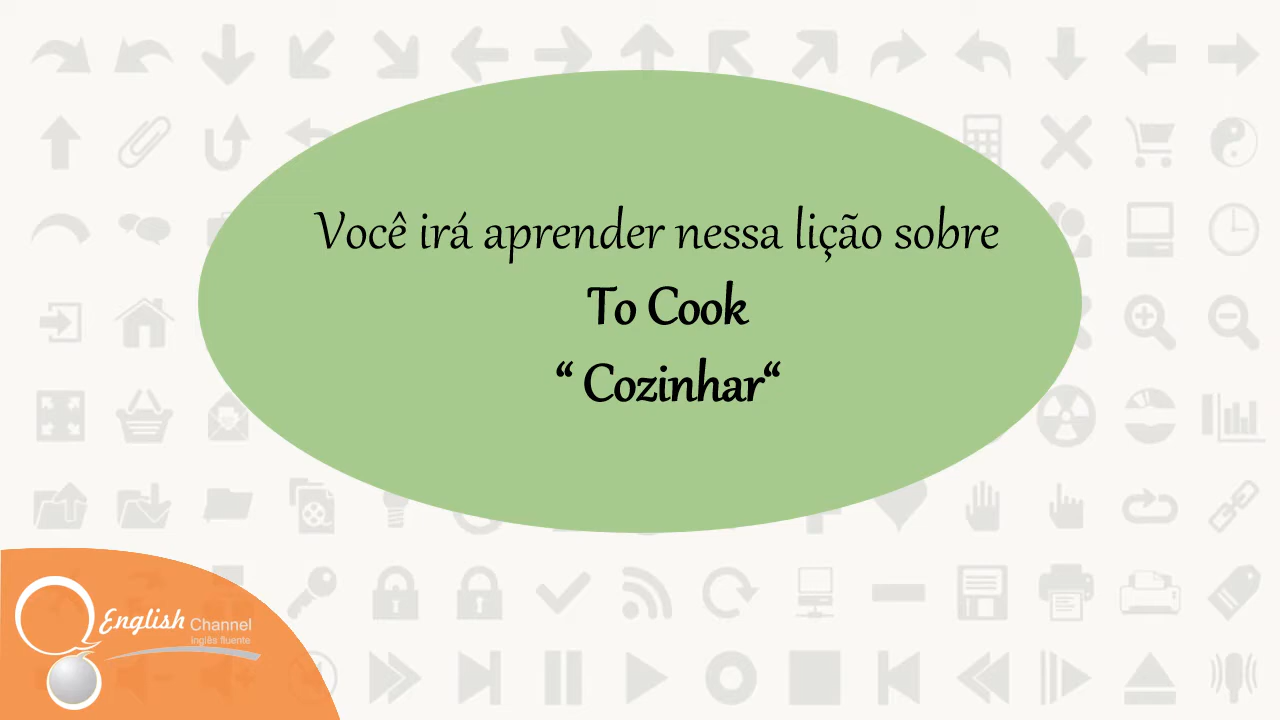 Você irá aprender nessa lição sobre
To Cook
“ Cozinhar“
English Channel
inglês fluente